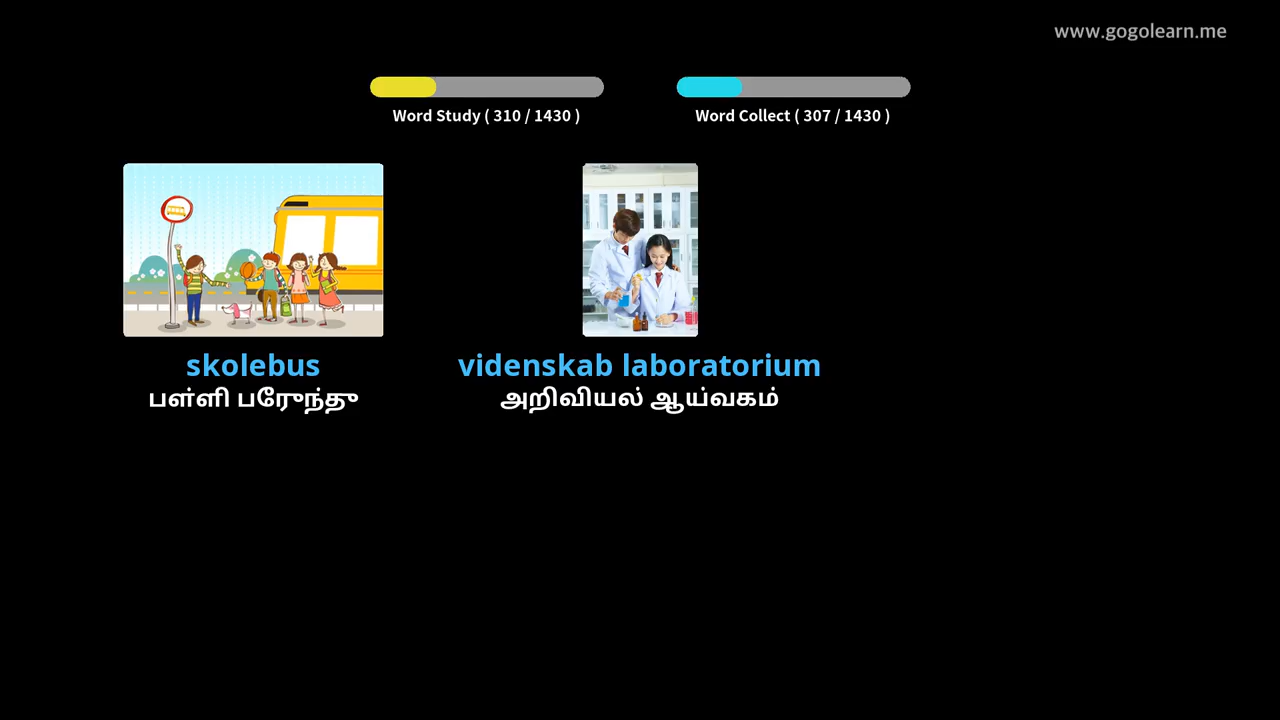 www.gogolearn.me
Word Study ( 310 / 1430 )
Word Collect ( 307 / 1430 )
skolebus
பள்ளி பரேுந்து
videnskab laboratorium
அறிவியல் ஆய்வகம்